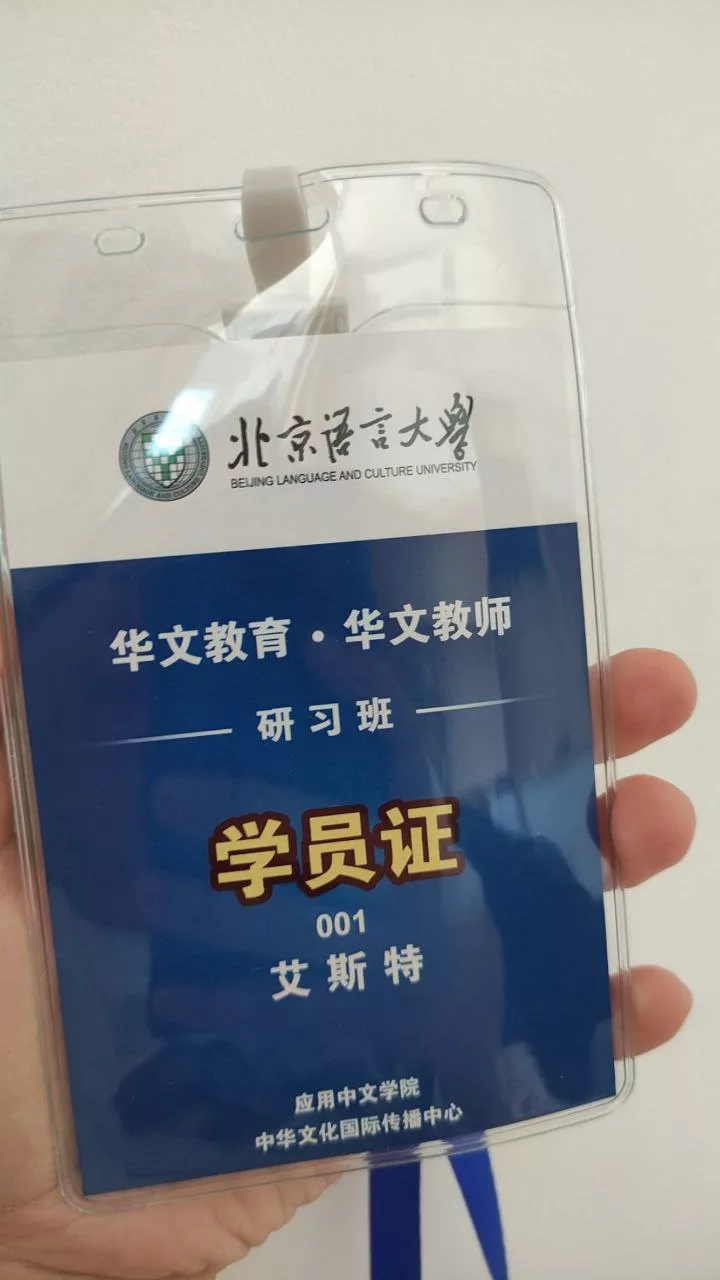 北京语言大學
BEIJING LANGUAGE AND CULTURE UNIVERSITY
华文教育·华文教师
研习班
学员证
001
艾斯特
应用中文学院
中华文化国际传播中心